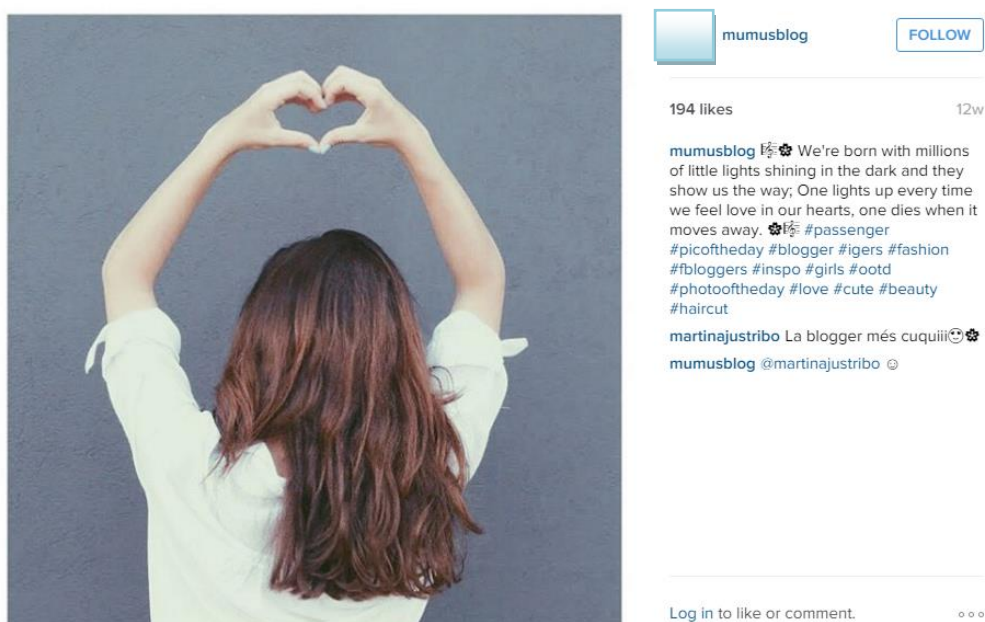 mumusblog
FOLLOW
194 likes
12w
mumusblog 🎼✿ We're born with millions
of little lights shining in the dark and they
show us the way; One lights up every time
we feel love in our hearts, one dies when it
moves away. ✿🎼 #passenger
#picoftheday #blogger #igers #fashion
#fbloggers #inspo #girls #ootd
#photooftheday #love #cute #beauty
#haircut
martinajustribo La blogger més cuquiii🙂✿
mumusblog @martinajustribo ☺
Log in to like or comment.